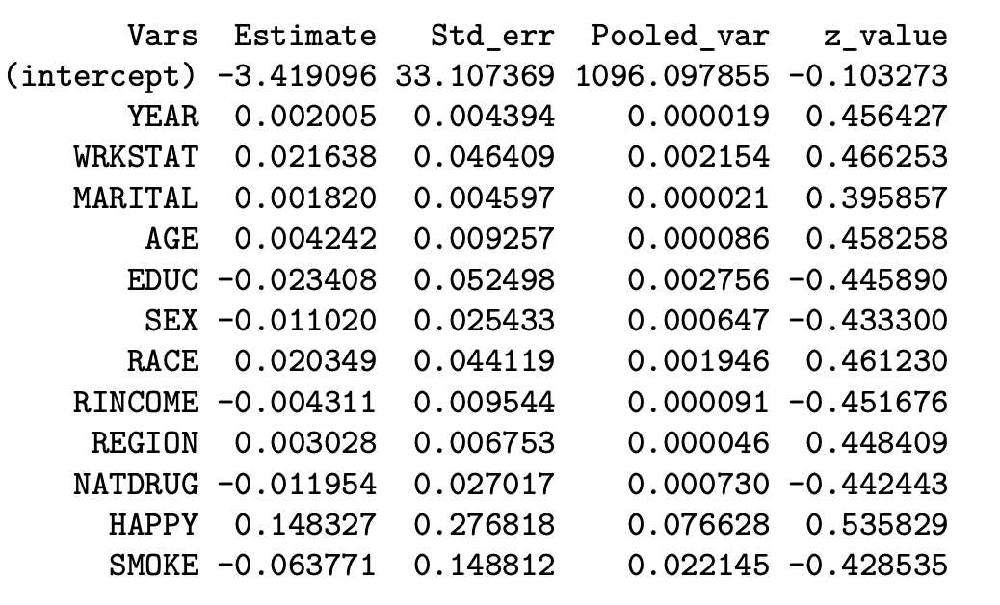 Vars Estimate Std_err Pooled_var z_value
(intercept) -3.419096 33.107369 1096.097855 -0.103273
YEAR 0.002005 0.004394 0.000019 0.456427
WRKSTAT 0.021638 0.046409 0.002154 0.466253
MARITAL 0.001820 0.004597 0.000021 0.395857
AGE 0.004242 0.009257 0.000086 0.458258
EDUC -0.023408 0.052498 0.002756 -0.445890
SEX -0.011020 0.025433 0.000647 -0.433300
RACE 0.020349 0.044119 0.001946 0.461230
RINCOME -0.004311 0.009544 0.000091 -0.451676
REGION 0.003028 0.006753 0.000046 0.448409
NATDRUG -0.011954 0.027017 0.000730 -0.442443
HAPPY 0.148327 0.276818 0.076628 0.535829
SMOKE -0.063771 0.148812 0.022145 -0.428535